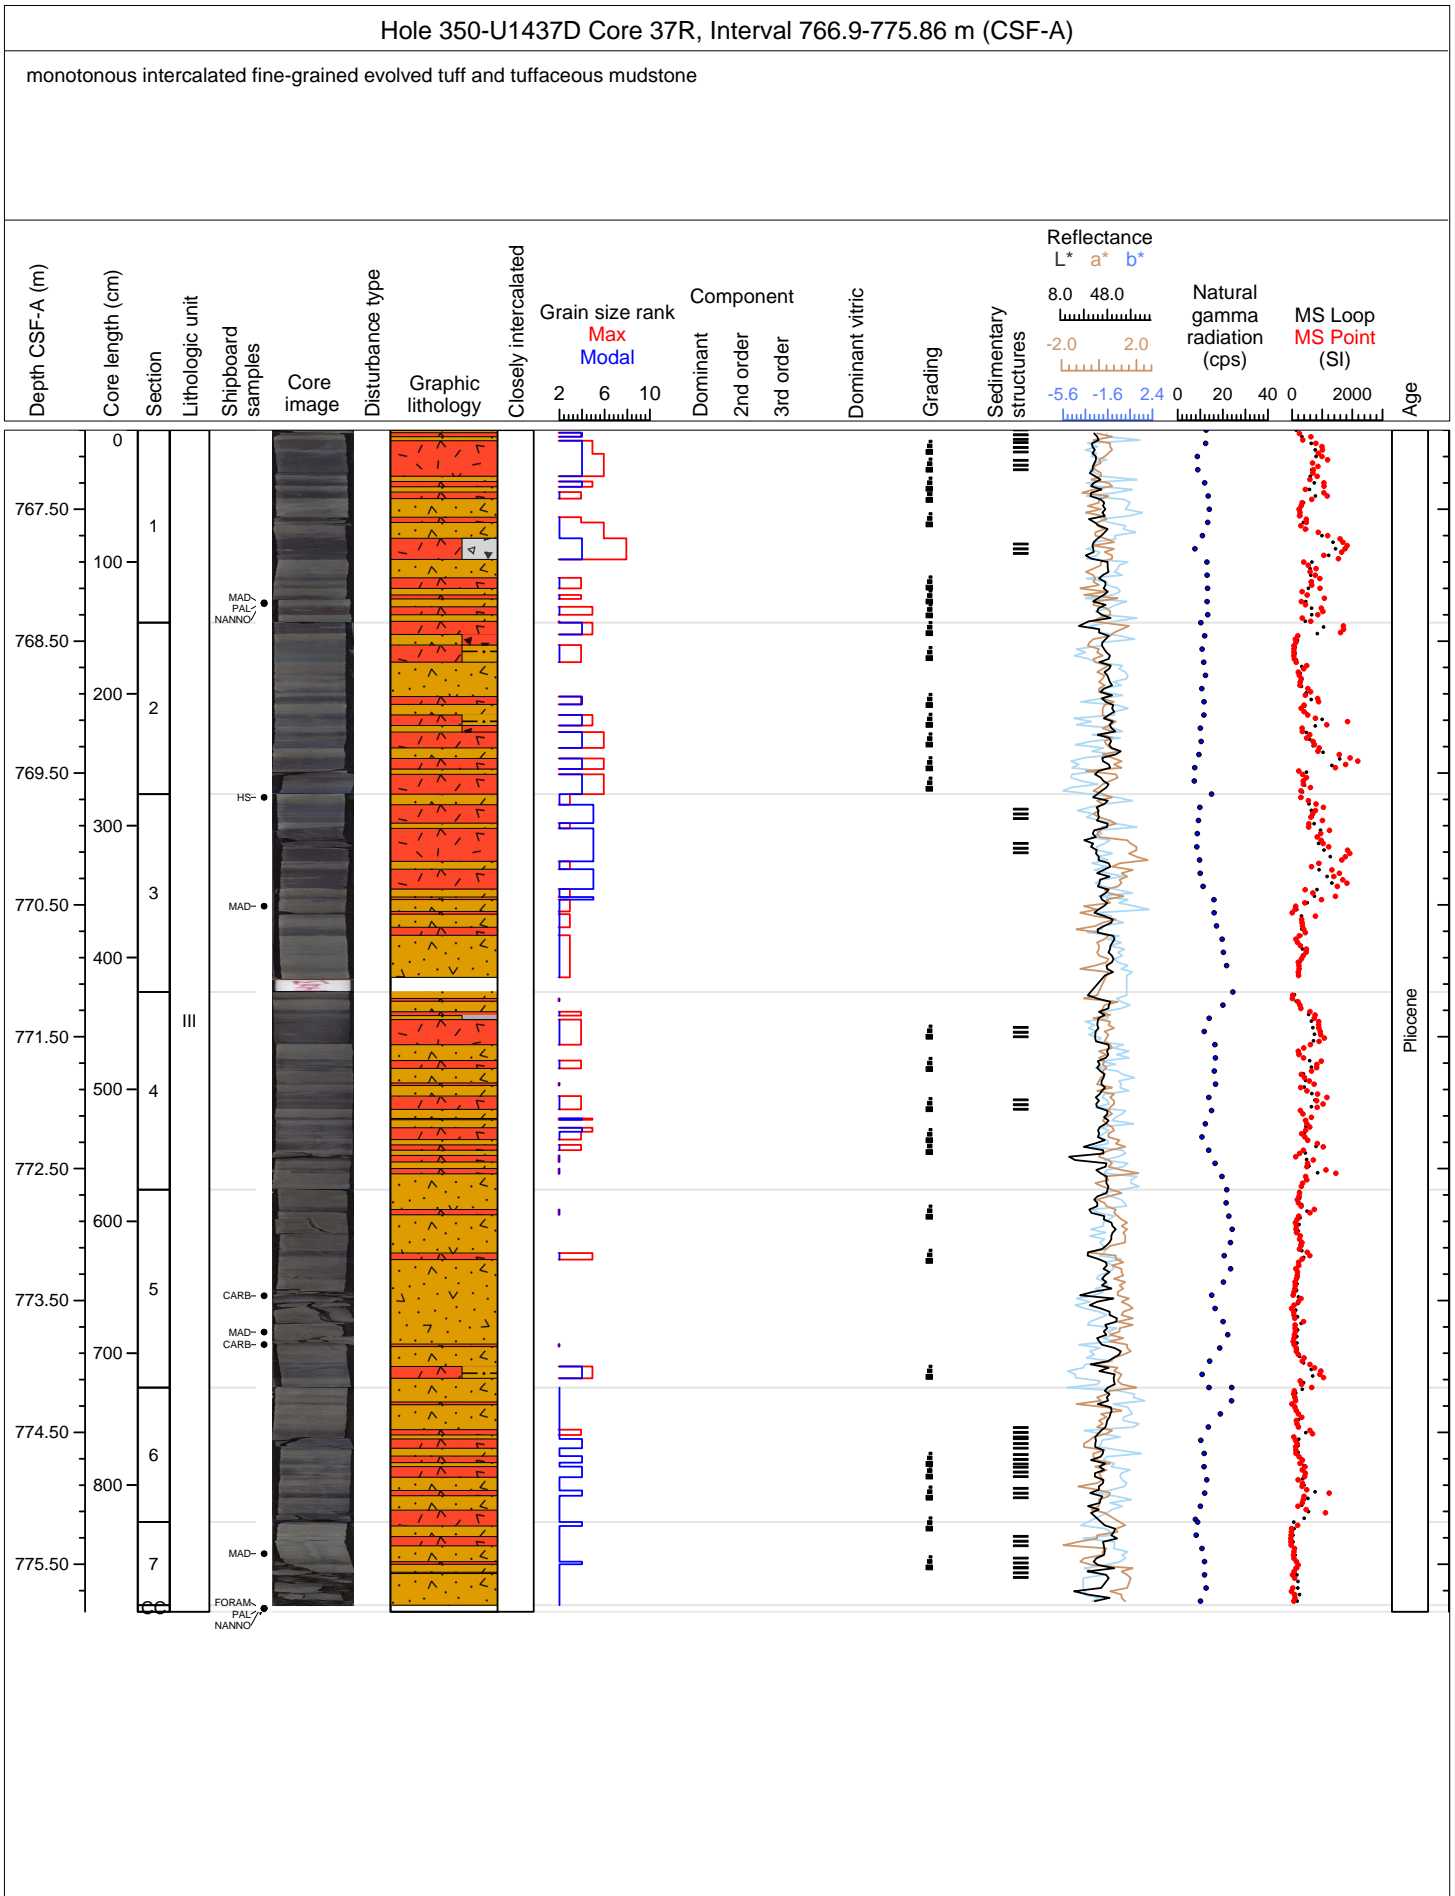 Hole 350-U1437D Core 37R, Interval 766.9-775.86 m (CSF-A)
monotonous intercalated fine-grained evolved tuff and tuffaceous mudstone
Depth CSF-A (m)
Core length (cm)
Section
Lithologic unit
Shipboard
samples
Core
image
Disturbance type
Graphic
lithology
Closely intercalated
Grain size rank
Max
Modal
2 6 10
Component
Dominant
2nd order
3rd order
Dominant vitric
Grading
Sedimentary
structures
Reflectance
L* a* b*
8.0 48.0
-2.0 2.0
-5.6 -1.6 2.4
Natural
gamma
radiation
(cps)
0 20 40
MS Loop
MS Point
(SI)
0 2000
Age
0
767.50
1
100
MAD
PAL
NANNO
768.50
200
2
769.50
HS
300
3
770.50
MAD
400
III
Pliocene
771.50
500
4
772.50
600
5
773.50
CARB
MAD
CARB
700
774.50
6
800
775.50
7
MAD
CC
FORAM
PAL
NANNO